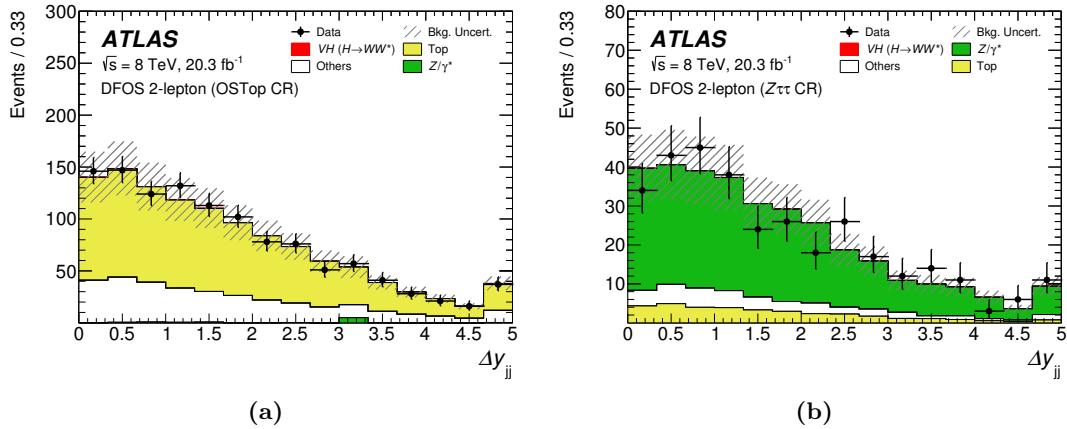 Events / 0.33
300
250
200
150
100
50
ATLAS
√s = 8 TeV, 20.3 fb⁻¹
DFOS 2-lepton (OSTop CR)
Data
VH (H→WW*)
Others
Bkg. Uncert.
Top
Z/γ*
0 0.5 1 1.5 2 2.5 3 3.5 4 4.5 5
Δy_jj
(a)
Events / 0.33
80
70
60
50
40
30
20
10
ATLAS
√s = 8 TeV, 20.3 fb⁻¹
DFOS 2-lepton (Zττ CR)
Data
VH (H→WW*)
Others
Bkg. Uncert.
Z/γ*
Top
0 0.5 1 1.5 2 2.5 3 3.5 4 4.5 5
Δy_jj
(b)